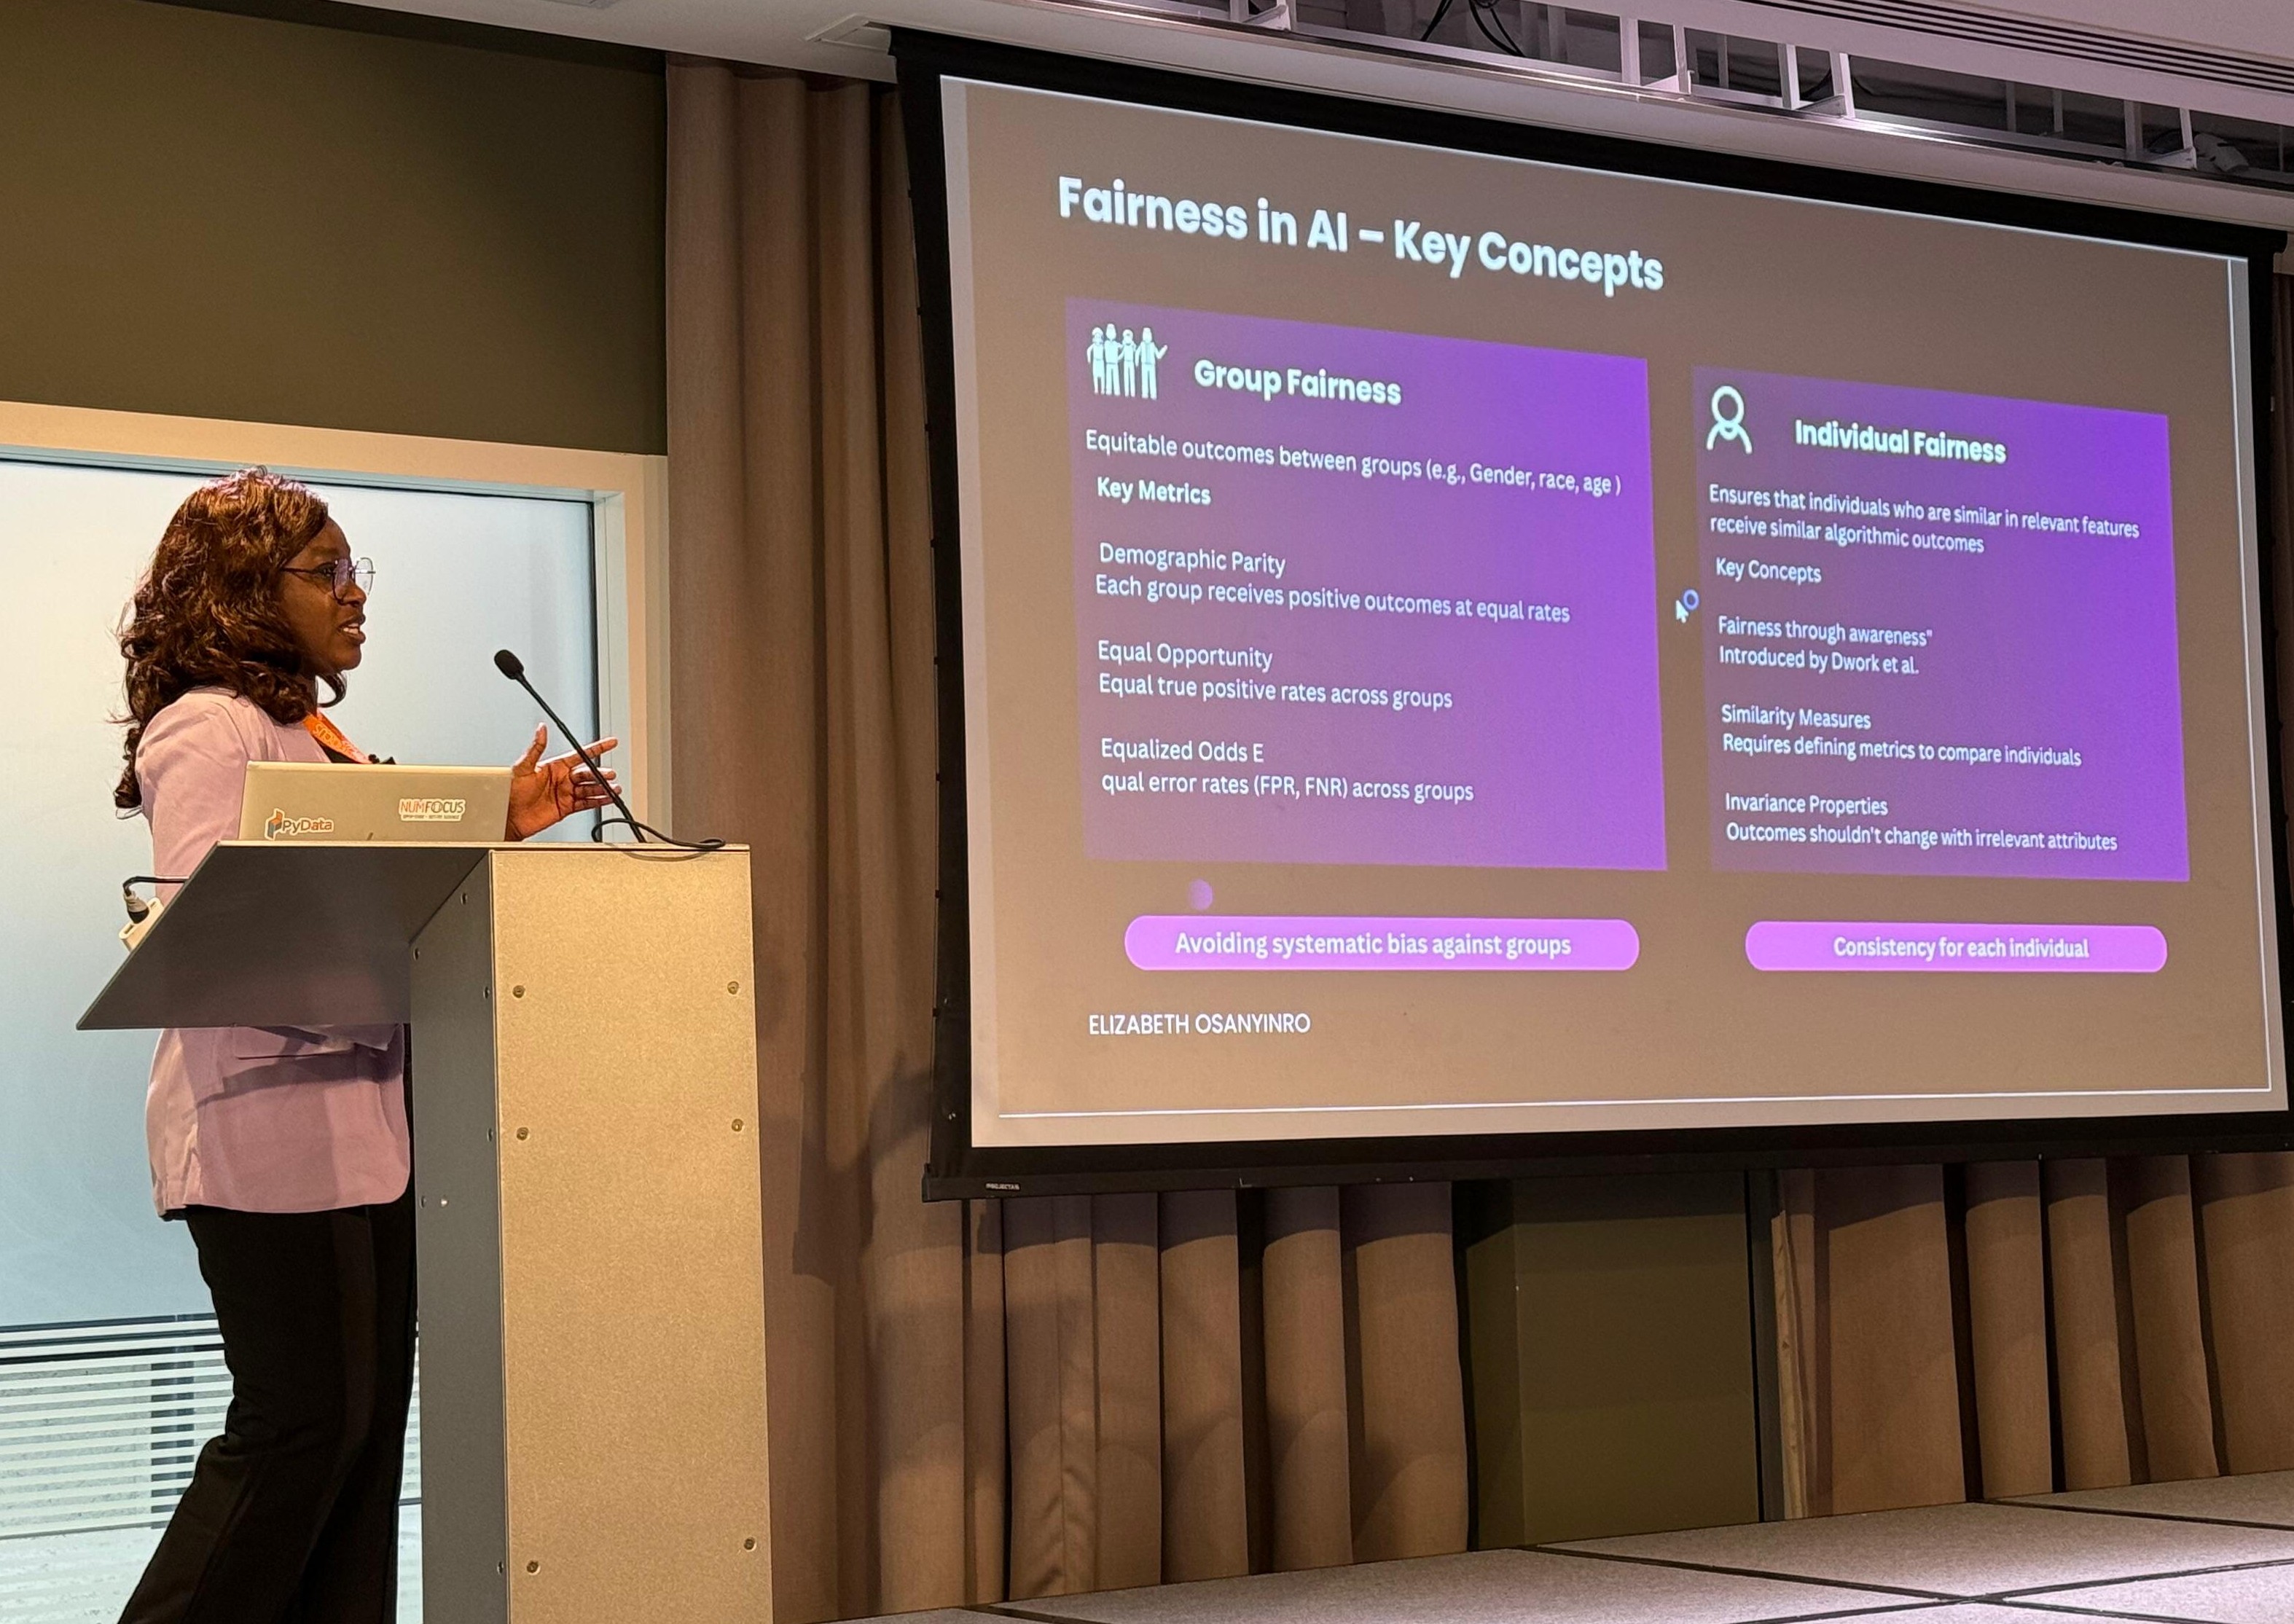 Fairness in AI – Key Concepts
Group Fairness
Equitable outcomes between groups (e.g., Gender, race, age )
Key Metrics
Demographic Parity
Each group receives positive outcomes at equal rates
Equal Opportunity
Equal true positive rates across groups
Equalized Odds E
qual error rates (FPR, FNR) across groups
Avoiding systematic bias against groups
Individual Fairness
Ensures that individuals who are similar in relevant features
receive similar algorithmic outcomes
Key Concepts
Fairness through awareness"
Introduced by Dwork et al.
Similarity Measures
Requires defining metrics to compare individuals
Invariance Properties
Outcomes shouldn't change with irrelevant attributes
Consistency for each individual
ELIZABETH OSANYINRO
PyData
NUMFOCUS